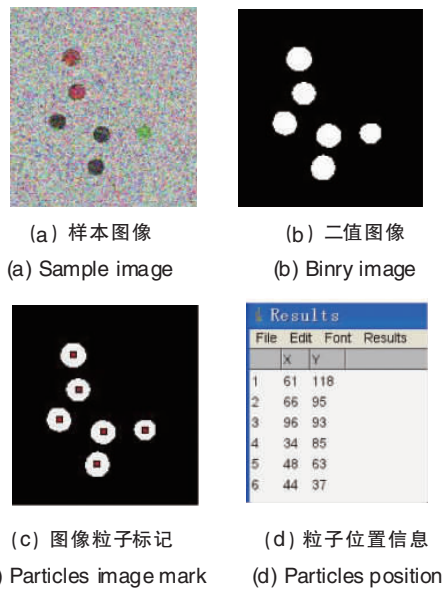 (a) 样本图像
(b) 二值图像
(a) Sample image
(b) Binry image
Results
File Edit Font Results
X Y
1 61 118
2 66 95
3 96 93
4 34 85
5 48 63
6 44 37
(c) 图像粒子标记
(d) 粒子位置信息
) Particles image mark
(d) Particles position